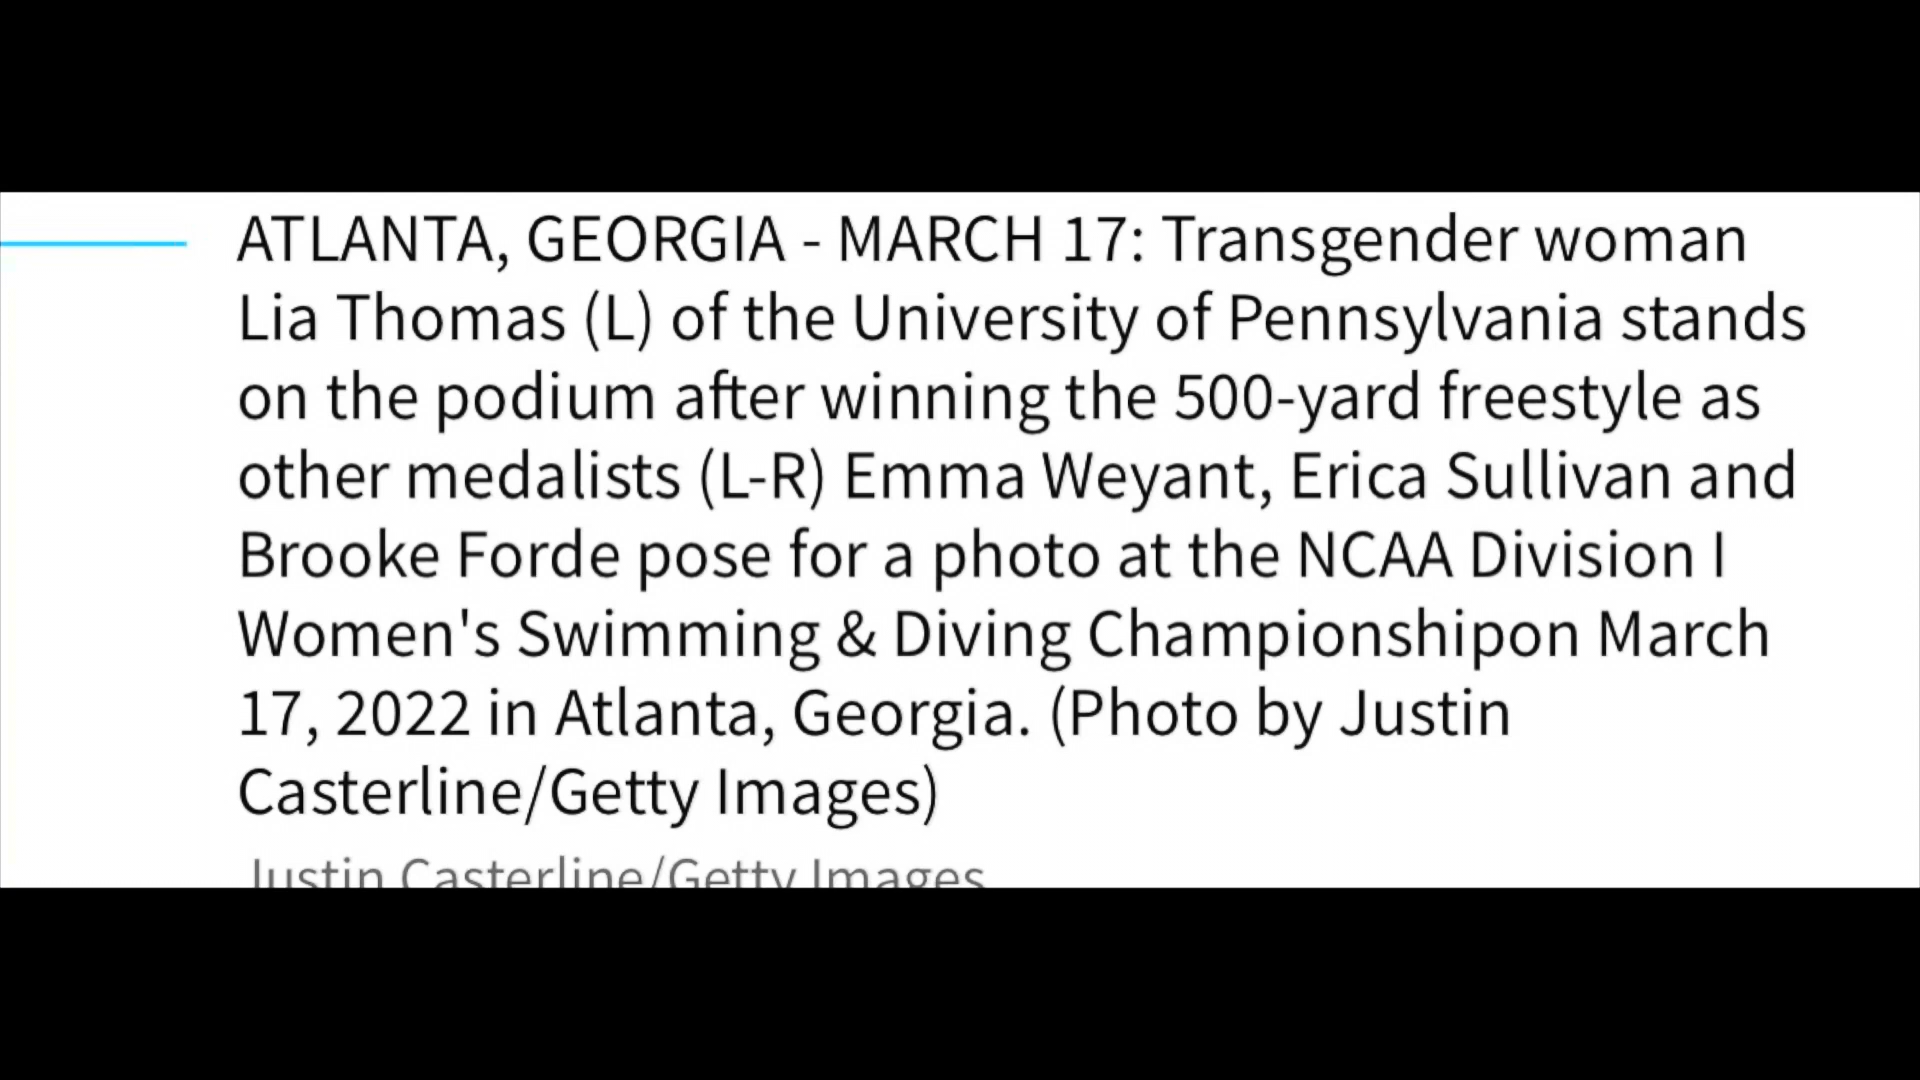 ATLANTA, GEORGIA - MARCH 17: Transgender woman
Lia Thomas (L) of the University of Pennsylvania stands
on the podium after winning the 500-yard freestyle as
other medalists (L-R) Emma Weyant, Erica Sullivan and
Brooke Forde pose for a photo at the NCAA Division I
Women's Swimming & Diving Championshipon March
17, 2022 in Atlanta, Georgia. (Photo by Justin
Casterline/Getty Images)
Justin Casterline/Getty Images